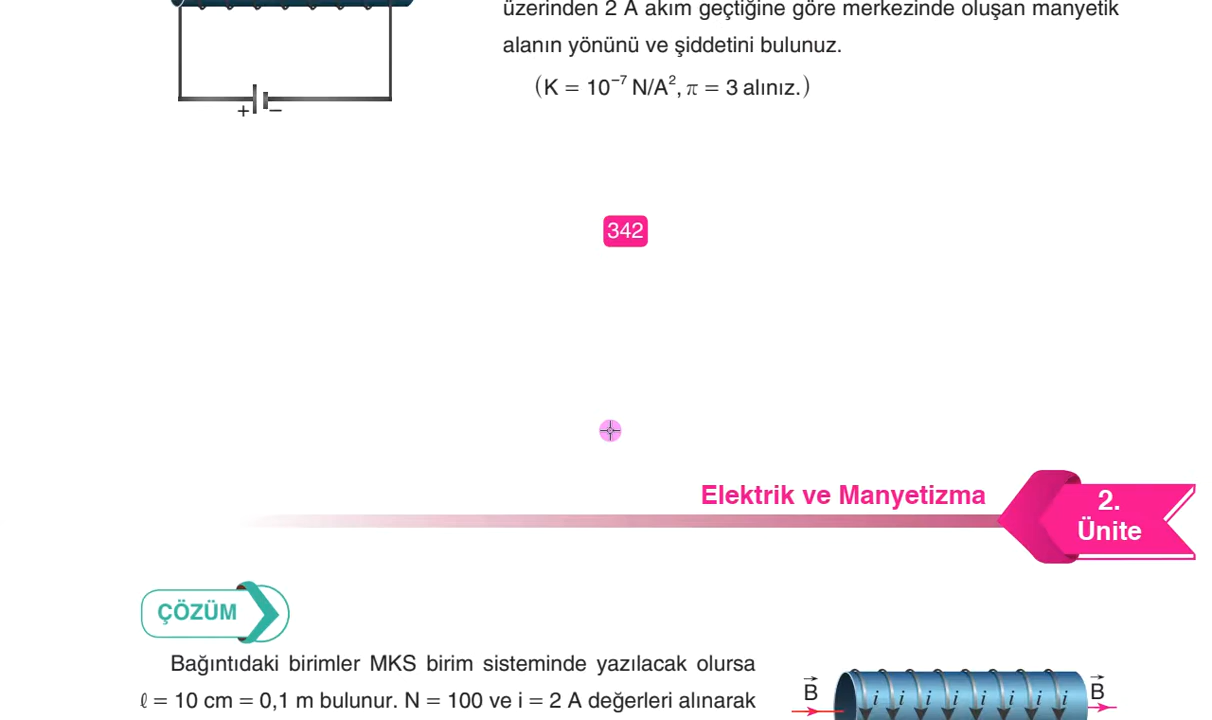 üzerinden 2 A akım geçtiğine göre merkezinde oluşan manyetik
alanın yönünü ve şiddetini bulunuz.
(K = 10⁻⁷ N/A², π = 3 alınız.)
+ −
342
Elektrik ve Manyetizma
2.
Ünite
ÇÖZÜM
Bağıntıdaki birimler MKS birim sisteminde yazılacak olursa
ℓ = 10 cm = 0,1 m bulunur. N = 100 ve i = 2 A değerleri alınarak
B⃗ i i i i i i i i B⃗